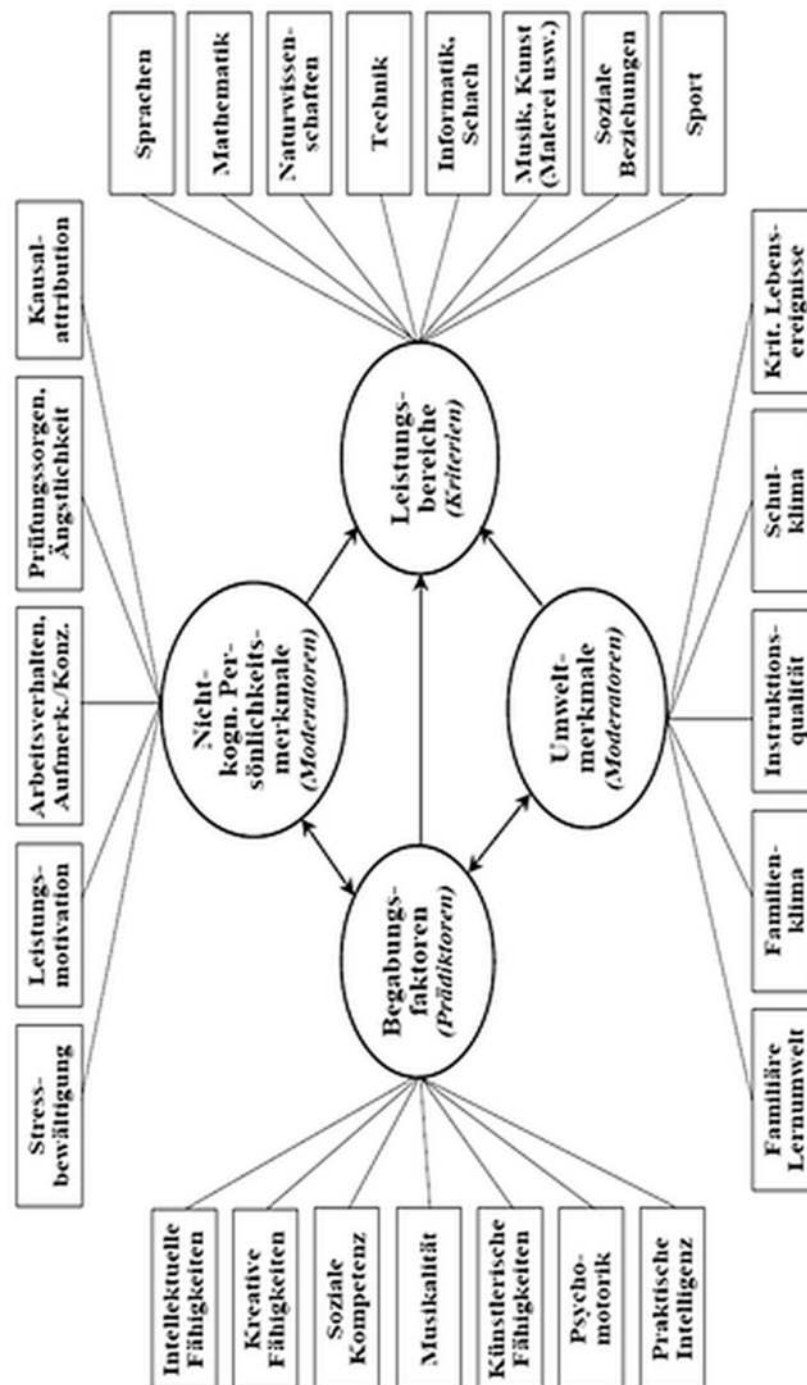 Stress-
bewältigung
Leistungs-
motivation
Arbeitsverhalten,
Aufmerk./Konz.
Prüfungssorgen,
Ängstlichkeit
Kausal-
attribution
Intellektuelle
Fähigkeiten
Kreative
Fähigkeiten
Soziale
Kompetenz
Musikalität
Künstlerische
Fähigkeiten
Psycho-
motorik
Praktische
Intelligenz
Nicht-
kogn. Per-
sönlichkeits-
merkmale
(Moderatoren)
Begabungs-
faktoren
(Prädiktoren)
Leistungs-
bereiche
(Kriterien)
Umwelt-
merkmale
(Moderatoren)
Sprachen
Mathematik
Naturwissen-
schaften
Technik
Informatik,
Schach
Musik, Kunst
(Malerei usw.)
Soziale
Beziehungen
Sport
Familiäre
Lernumwelt
Familien-
klima
Instruktions-
qualität
Schul-
klima
Krit. Lebens-
ereignisse